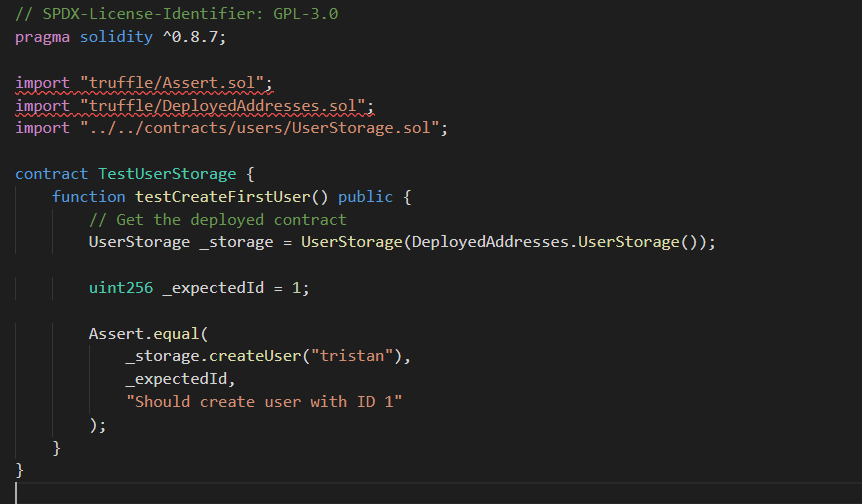 // SPDX-License-Identifier: GPL-3.0
pragma solidity ^0.8.7;
import "truffle/Assert.sol";
import "truffle/DeployedAddresses.sol";
import "../../contracts/users/UserStorage.sol";
contract TestUserStorage {
function testCreateFirstUser() public {
// Get the deployed contract
UserStorage _storage = UserStorage(DeployedAddresses.UserStorage());
uint256 _expectedId = 1;
Assert.equal(
_storage.createUser("tristan"),
_expectedId,
"Should create user with ID 1"
);
}
}